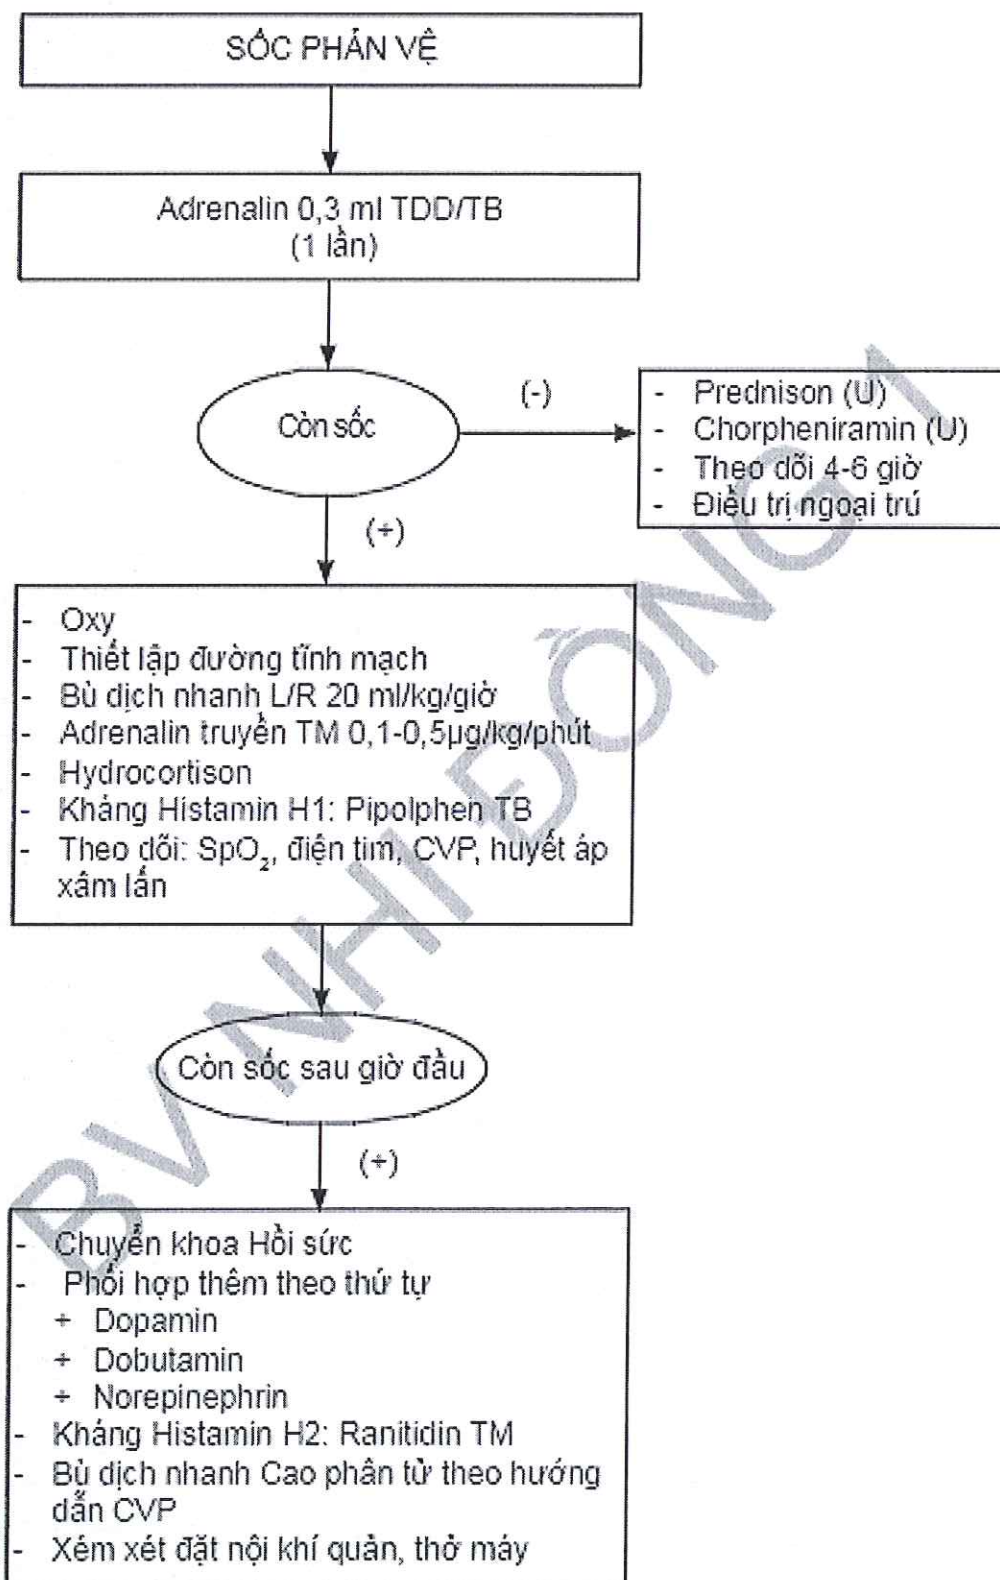 SỐC PHẢN VỆ
Adrenalin 0,3 ml TDD/TB
(1 lần)
Còn sốc
(-)
- Prednison (U)
- Chorpheniramin (U)
- Theo dõi 4-6 giờ
- Điều trị ngoại trú
(+)
- Oxy
- Thiết lập đường tĩnh mạch
- Bù dịch nhanh L/R 20 ml/kg/giờ
- Adrenalin truyền TM 0,1-0,5µg/kg/phút
- Hydrocortison
- Kháng Histamin H1: Pipolphen TB
- Theo dõi: SpO₂, điện tim, CVP, huyết áp
xâm lấn
Còn sốc sau giờ đầu
(+)
- Chuyển khoa Hồi sức
- Phối hợp thêm theo thứ tự
+ Dopamin
+ Dobutamin
+ Norepinephrin
- Kháng Histamin H2: Ranitidin TM
- Bù dịch nhanh Cao phân tử theo hướng
dẫn CVP
- Xém xét đặt nội khí quản, thở máy
BV NHI ĐỒNG 1